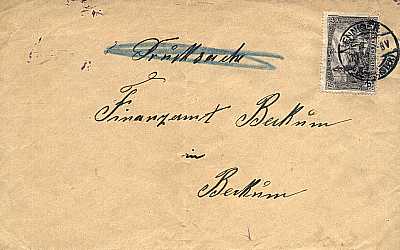 Drucksache
Finanzamt Beckum
in
Beckum